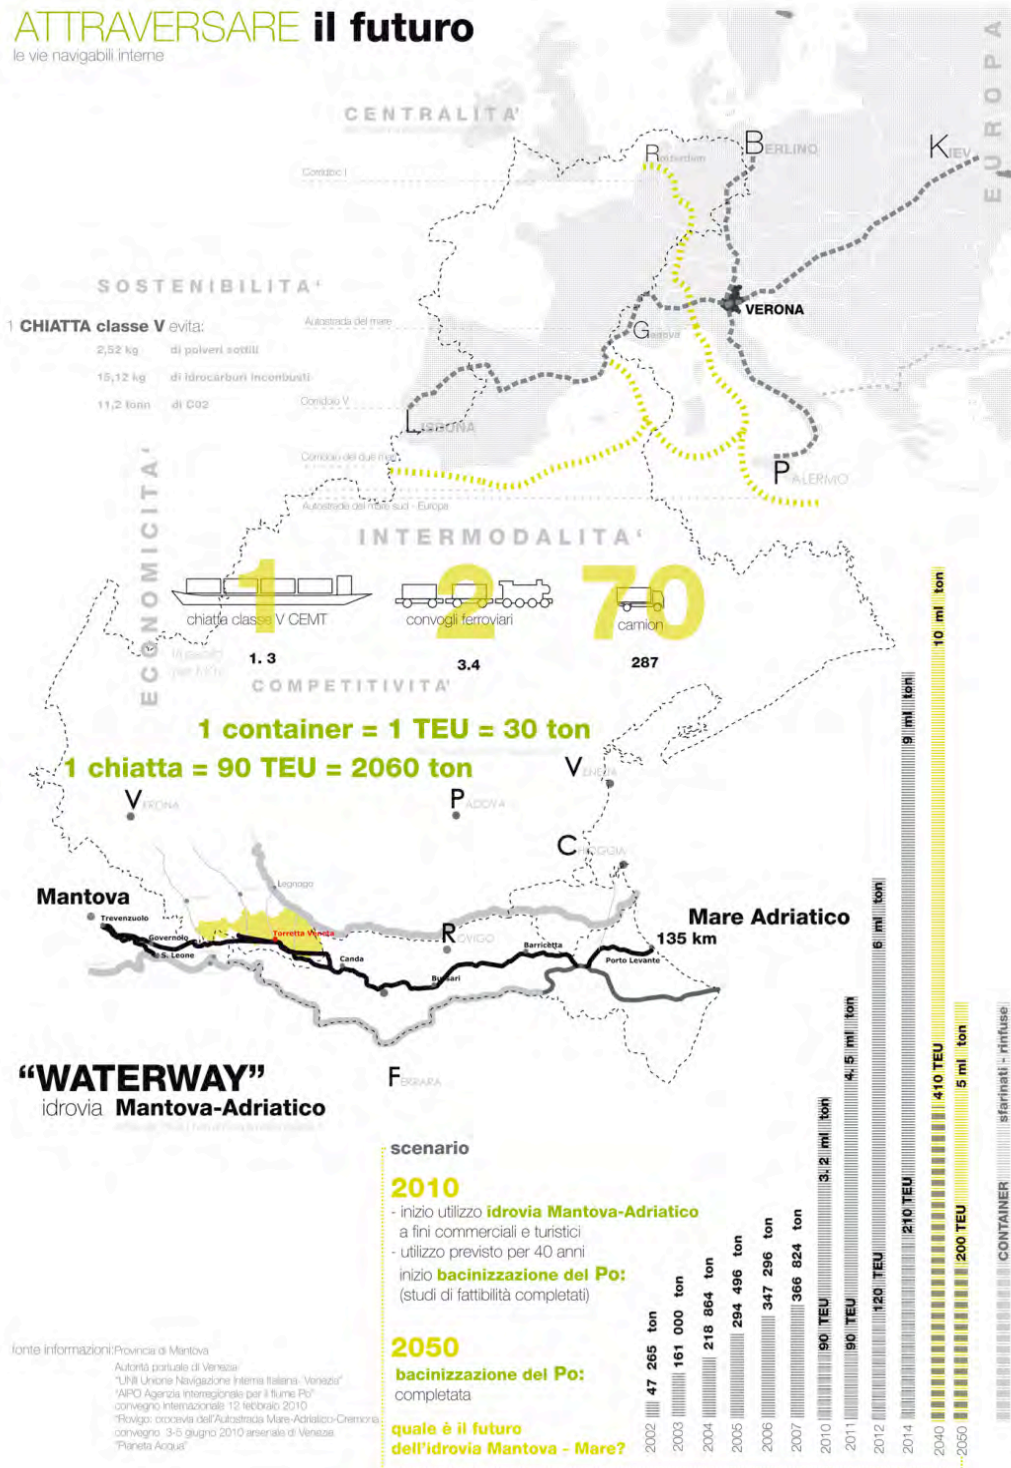 ATTRAVERSARE il futuro
le vie navigabili interne
EUROPA
CENTRALITA'
Rotterdam
BERLINO
KIEV
Corridoio I
SOSTENIBILITA'
1 CHIATTA classe V evita:
2,52 kg di polveri sottili
15,12 kg di idrocarburi incombusti
11,2 tonn di CO2
Autostrada del mare
Genova
VERONA
Corridoio V
LISBONA
Corridoio dei due mari
PALERMO
Autostrada del mare sud - Europa
ECONOMICITA'
INTERMODALITA'
1 2 70
chiatta classe V CEMT
convogli ferroviari
camion
1. 3
3.4
287
COMPETITIVITA'
1 container = 1 TEU = 30 ton
1 chiatta = 90 TEU = 2060 ton
VERONA
PADOVA
VENEZIA
CHIOGGIA
Legnago
Mantova
Trevenzuolo
Governolo
S. Leone
Torretta Veneta
Canda
Bussari
ROVIGO
Barricetta
Porto Levante
Mare Adriatico
135 km
FERRARA
“WATERWAY”
idrovia Mantova-Adriatico
scenario
2010
- inizio utilizzo idrovia Mantova-Adriatico
a fini commerciali e turistici
- utilizzo previsto per 40 anni
inizio bacinizzazione del Po:
(studi di fattibilità completati)
2050
bacinizzazione del Po:
completata
quale è il futuro
dell'idrovia Mantova - Mare?
fonte informazioni: Provincia di Mantova
Autorità portuale di Venezia
"UNII Unione Navigazione Interna Italiana, Venezia"
"AIPO Agenzia Interregionale per il fiume Po"
convegno internazionale 12 febbraio 2010
"Rovigo: crocevia dell'Autostrada Mare-Adriatico-Cremona
convegno 3-5 giugno 2010 arsenale di Venezia
"Pianeta Acqua"
47 265 ton
161 000 ton
218 864 ton
294 496 ton
347 296 ton
366 824 ton
90 TEU 3. 2 ml ton
90 TEU 4. 5 ml ton
120 TEU 6 ml ton
210 TEU 9 ml ton
410 TEU 10 ml ton
200 TEU 5 ml ton
CONTAINER sfarinati - rinfuse
2002 2003 2004 2005 2006 2007 2010 2011 2012 2014 2040 2050